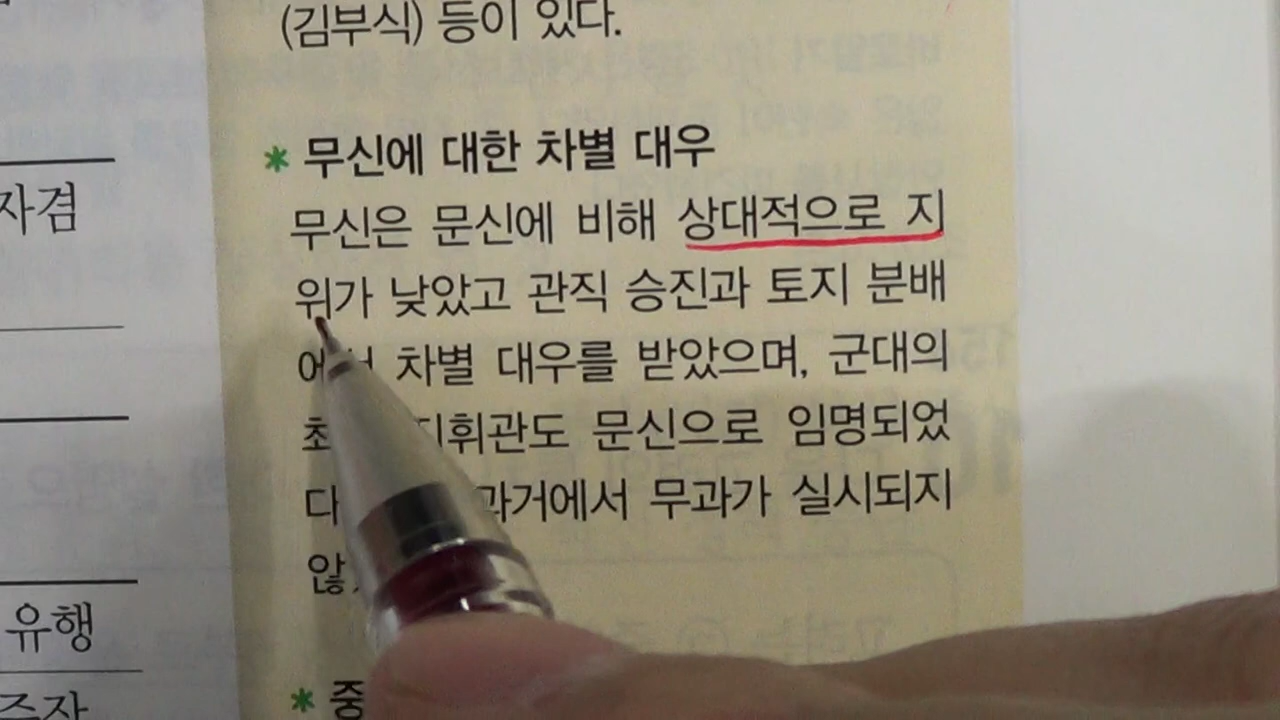 (김부식) 등이 있다.
* 무신에 대한 차별 대우
무신은 문신에 비해 상대적으로 지
위가 낮았고 관직 승진과 토지 분배
차별 대우를 받았으며, 군대의
문신으로 임명되었
과거에서 무과가 실시되지
자겸
유행